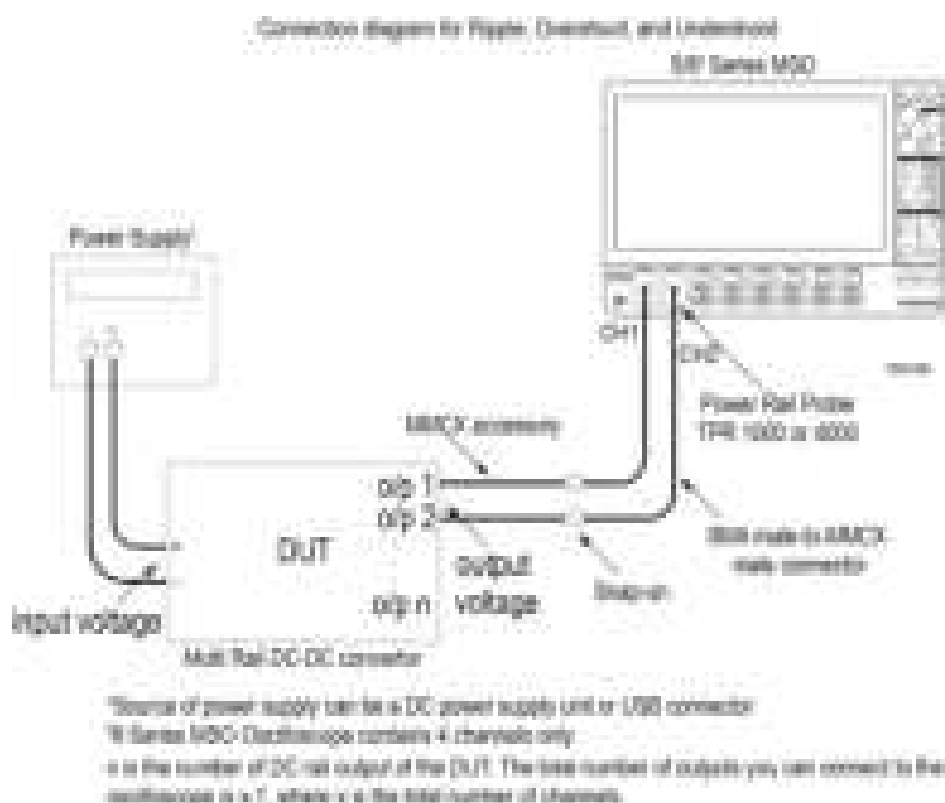 Connection diagram for Ripple, Overshoot, and Undershoot
5/6* Series MSO
Power Supply
CH1
CH2
Power Rail Probe
TPR 1000 or 4000
MMCX accessory
o/p 1
o/p 2
DUT
output
voltage
o/p n
SMA male to MMCX
male connector
Snap-on
Input voltage
Multi Rail DC-DC
*Source of power supply can be a DC power supply unit or USB connector
Series MSO Oscilloscope contains 4 channels only
n is the number of DC rail output of the DUT. The total number of outputs you can connect to the
oscilloscope is where x is the total number of channels.